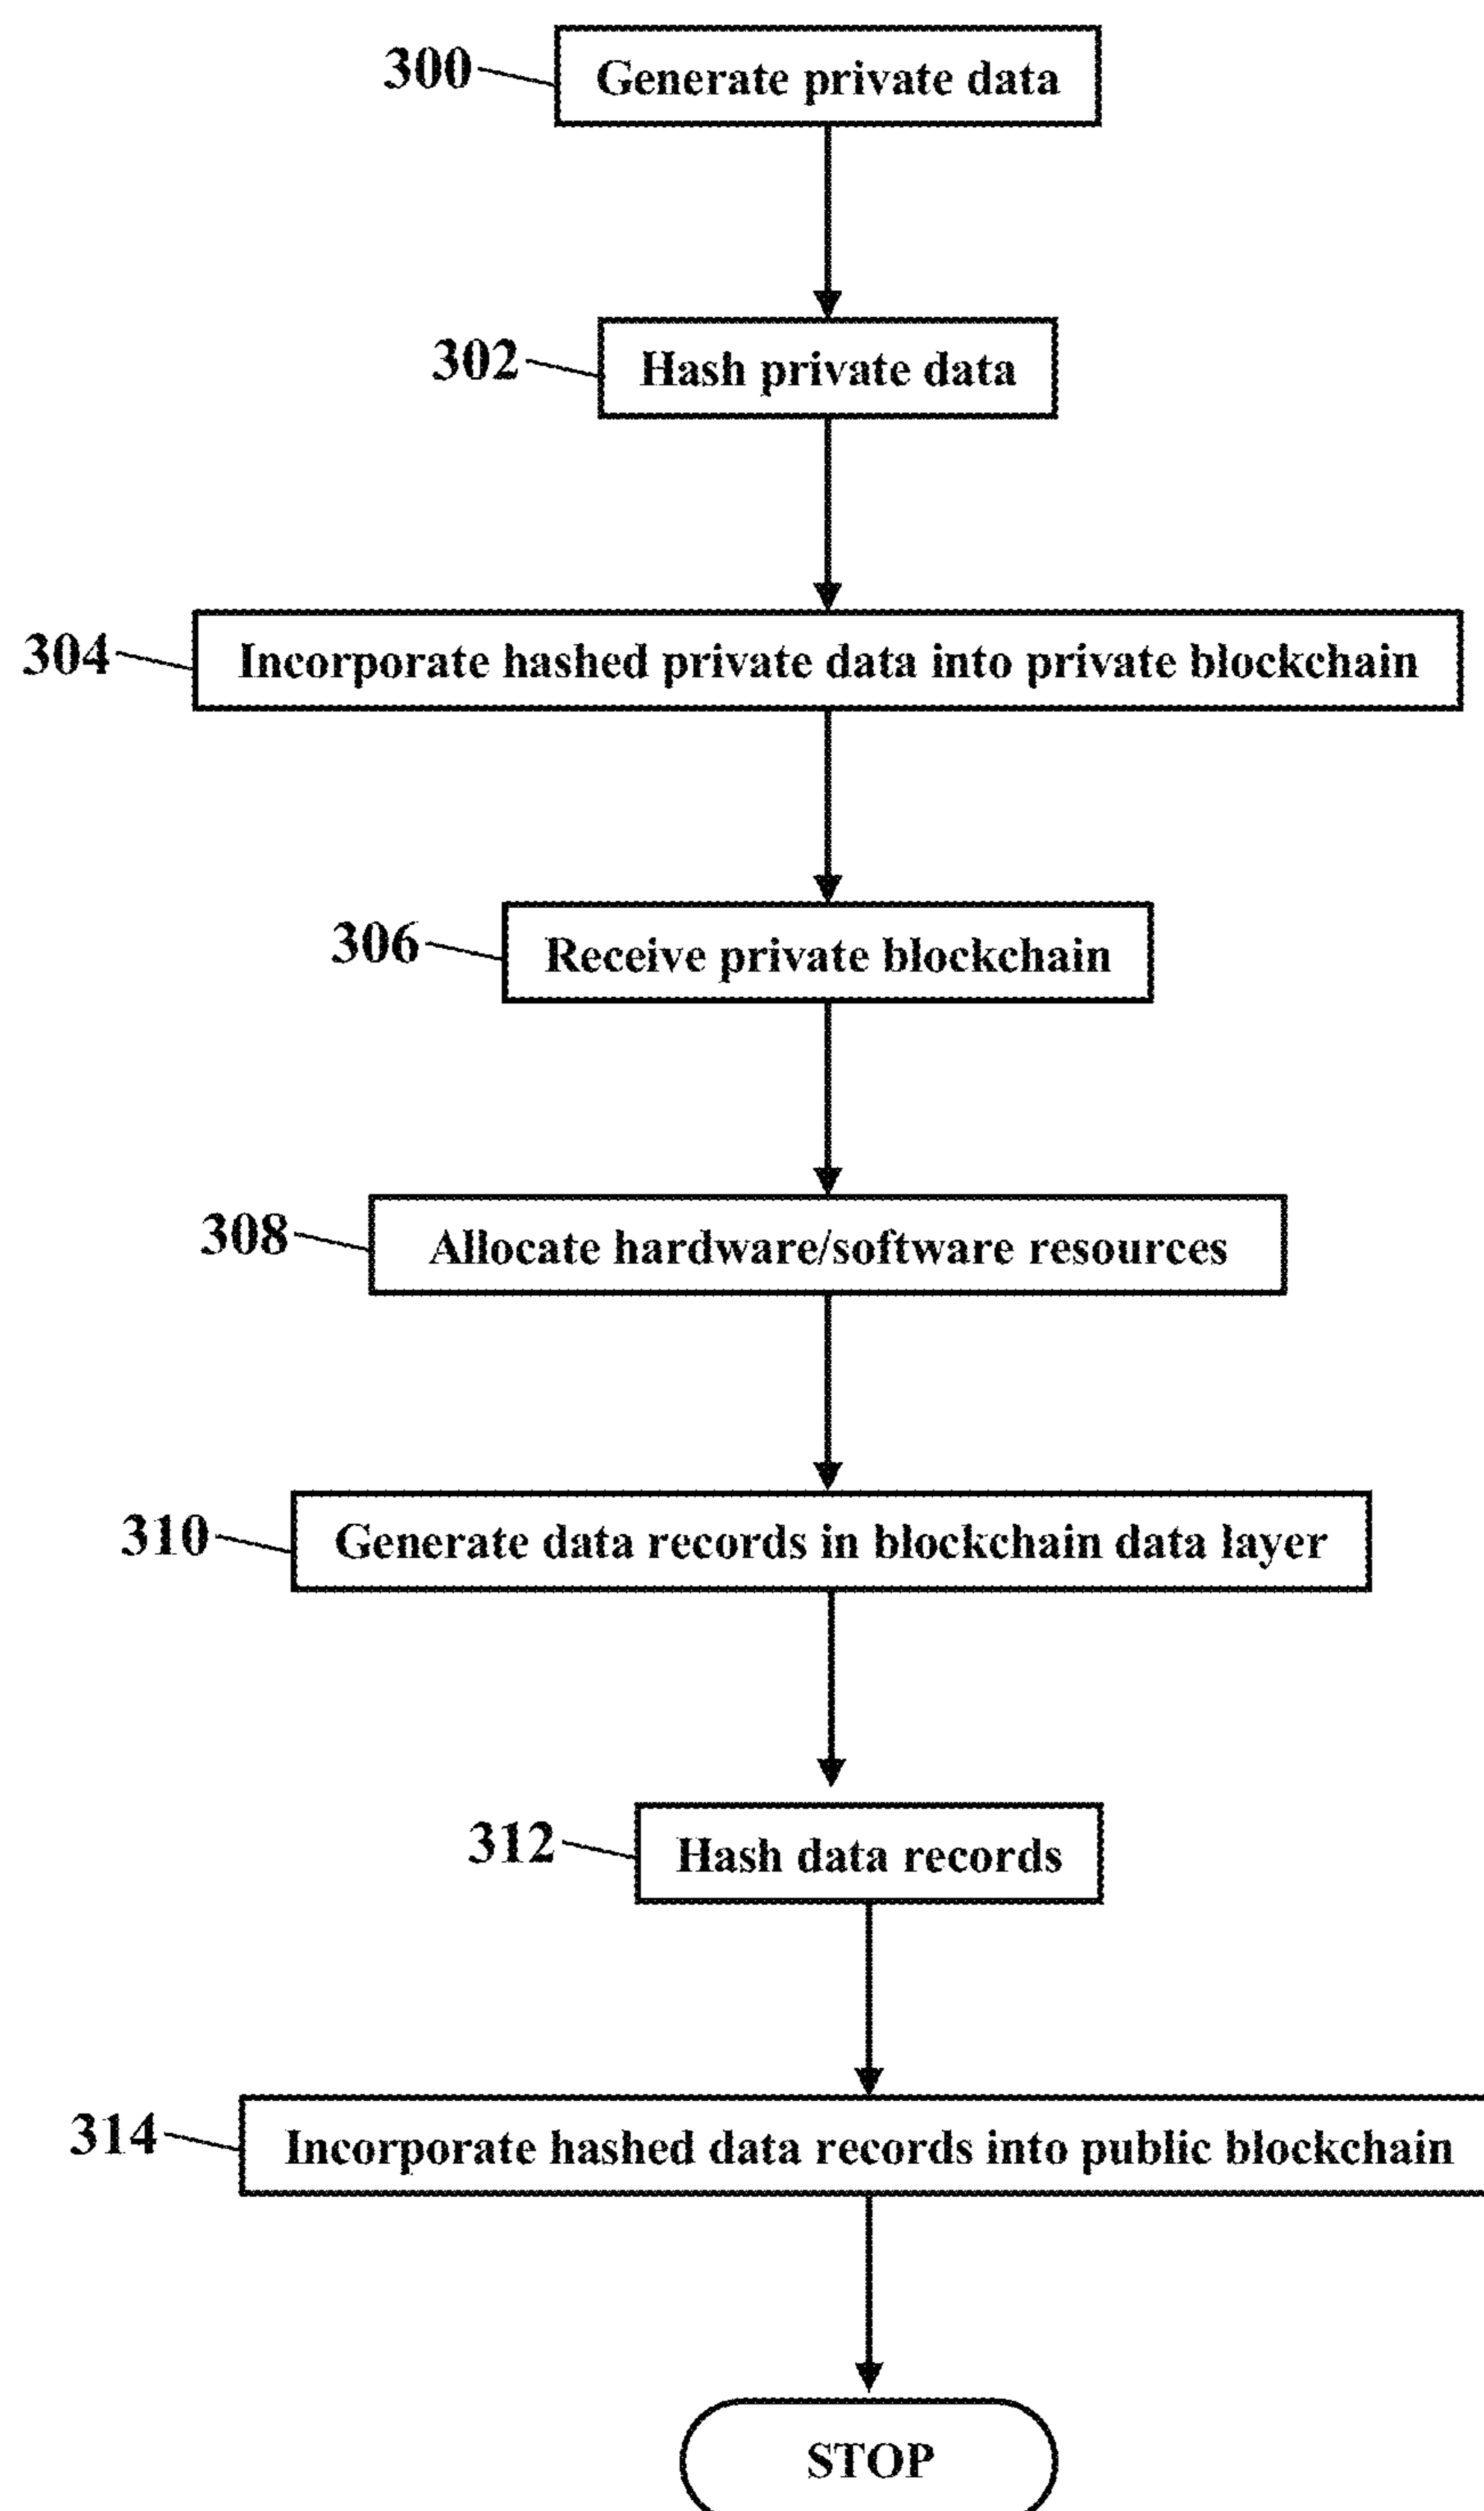 300 Generate private data
302 Hash private data
304 Incorporate hashed private data into private blockchain
306 Receive private blockchain
308 Allocate hardware/software resources
310 Generate data records in blockchain data layer
312 Hash data records
314 Incorporate hashed data records into public blockchain
STOP